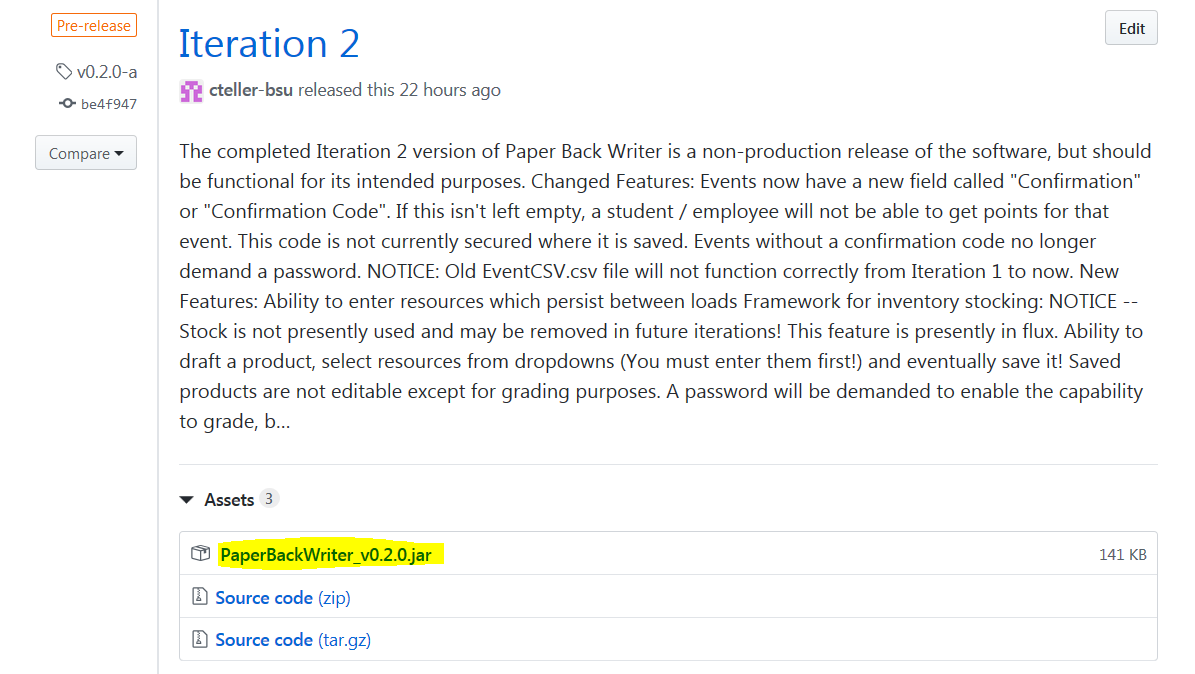 Pre-release
v0.2.0-a
be4f947
Compare
Iteration 2
Edit
cteller-bsu released this 22 hours ago
The completed Iteration 2 version of Paper Back Writer is a non-production release of the software, but should
be functional for its intended purposes. Changed Features: Events now have a new field called "Confirmation"
or "Confirmation Code". If this isn't left empty, a student / employee will not be able to get points for that
event. This code is not currently secured where it is saved. Events without a confirmation code no longer
demand a password. NOTICE: Old EventCSV.csv file will not function correctly from Iteration 1 to now. New
Features: Ability to enter resources which persist between loads Framework for inventory stocking: NOTICE --
Stock is not presently used and may be removed in future iterations! This feature is presently in flux. Ability to
draft a product, select resources from dropdowns (You must enter them first!) and eventually save it! Saved
products are not editable except for grading purposes. A password will be demanded to enable the capability
to grade, b...
Assets 3
PaperBackWriter_v0.2.0.jar 141 KB
Source code (zip)
Source code (tar.gz)